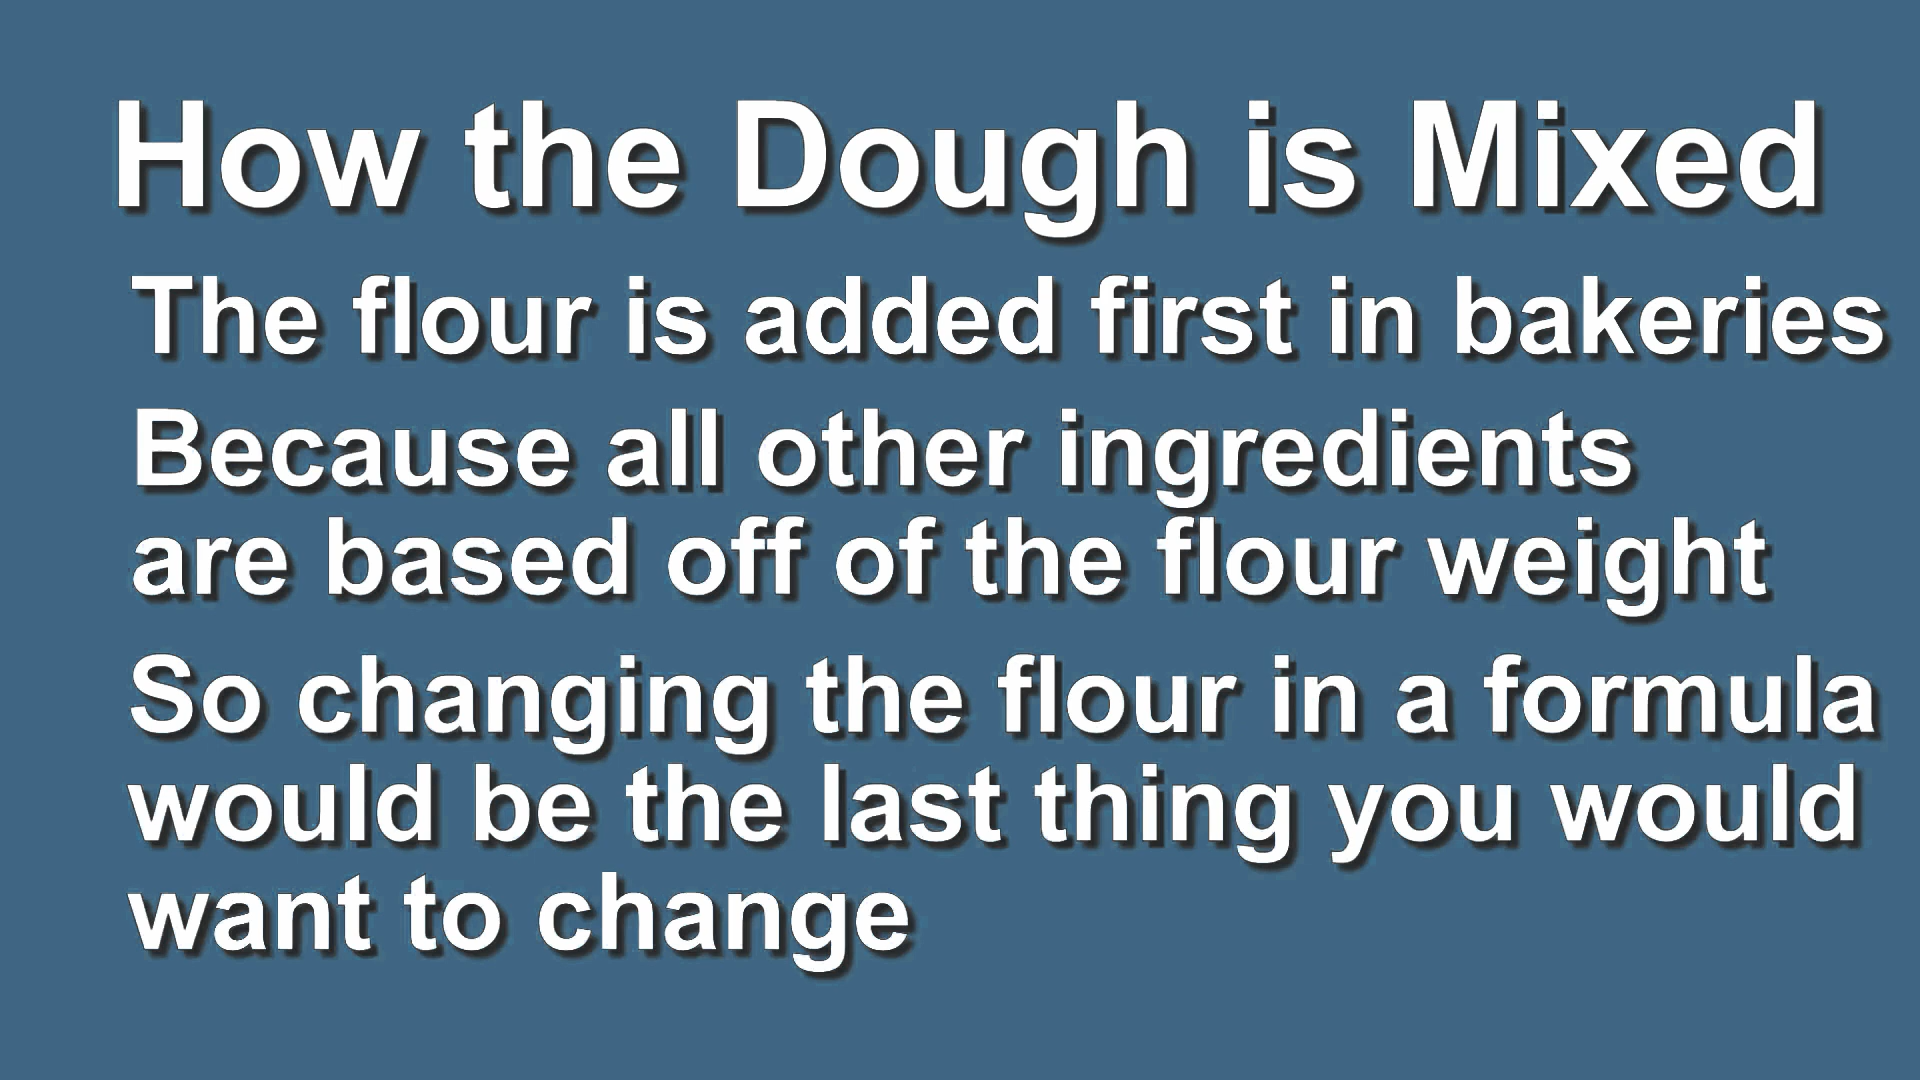 How the Dough is Mixed
The flour is added first in bakeries
Because all other ingredients
are based off of the flour weight
So changing the flour in a formula
would be the last thing you would
want to change